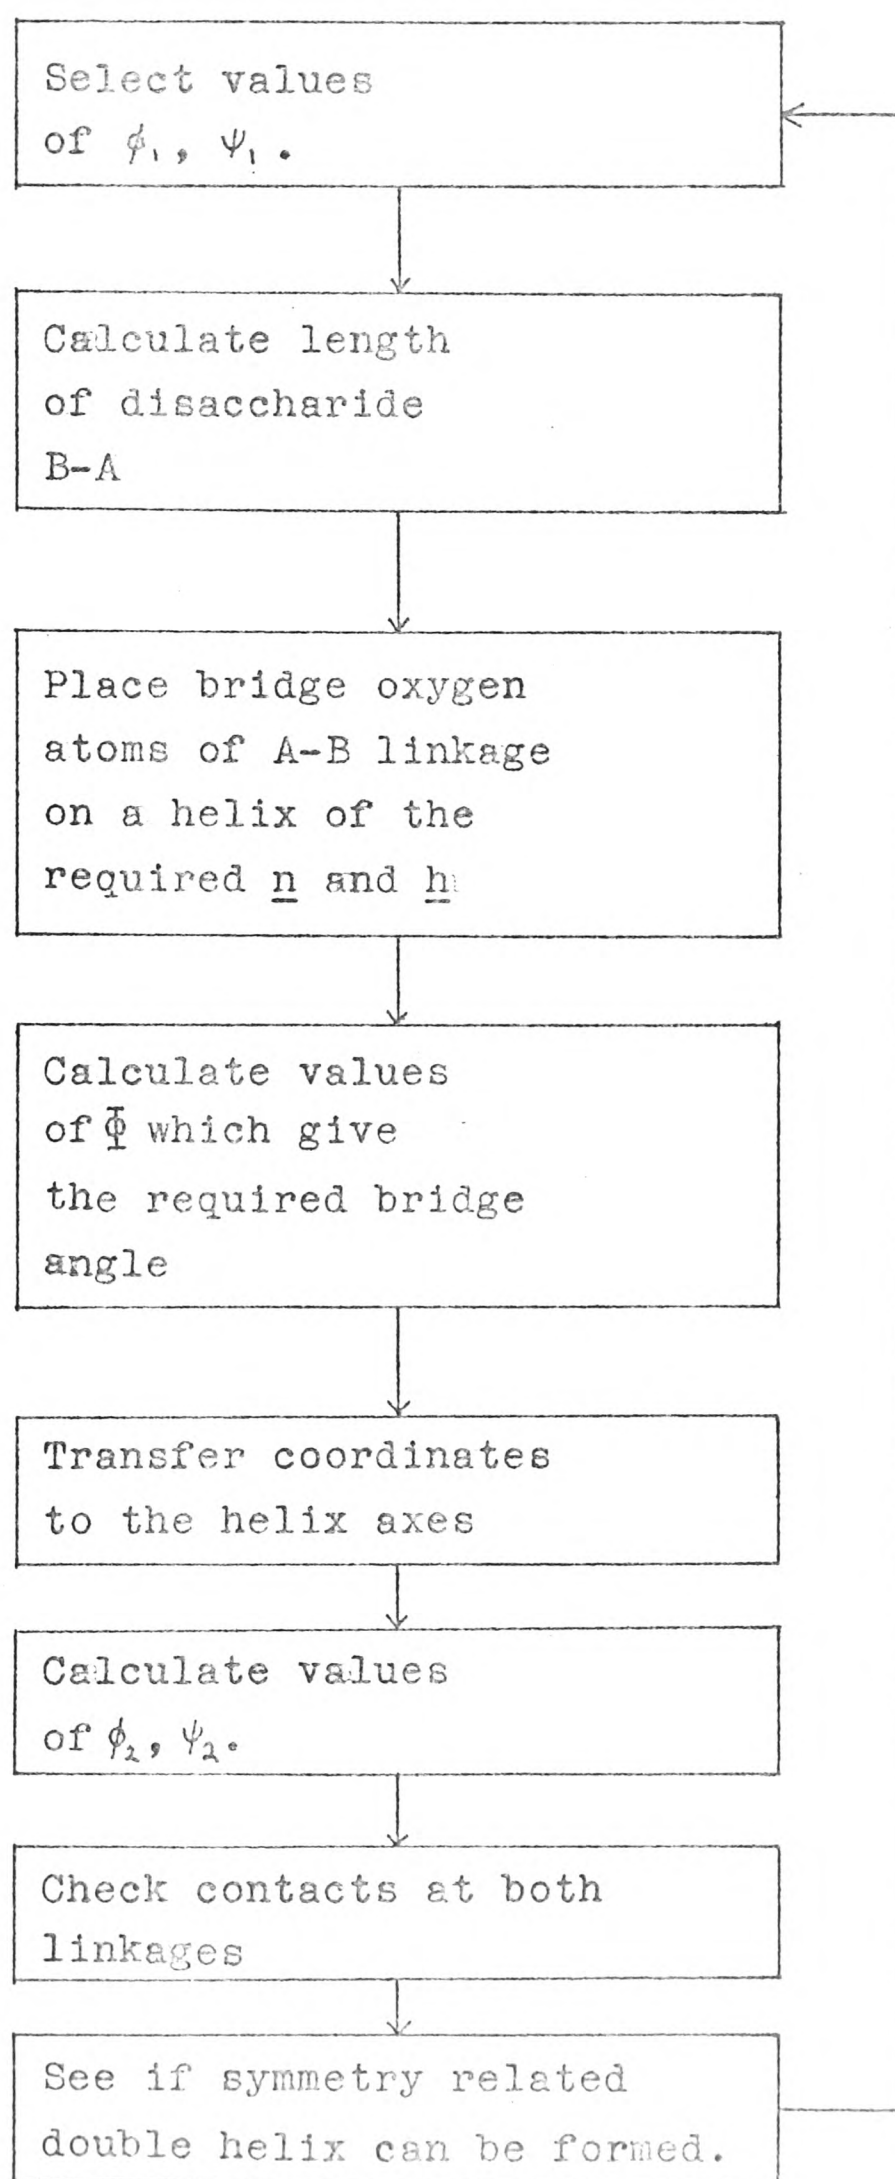 Select values
of ϕ₁, ψ₁.
Calculate length
of disaccharide
B-A
Place bridge oxygen
atoms of A-B linkage
on a helix of the
required n and h
Calculate values
of Φ which give
the required bridge
angle
Transfer coordinates
to the helix axes
Calculate values
of ϕ₂, ψ₂.
Check contacts at both
linkages
See if symmetry related
double helix can be formed.